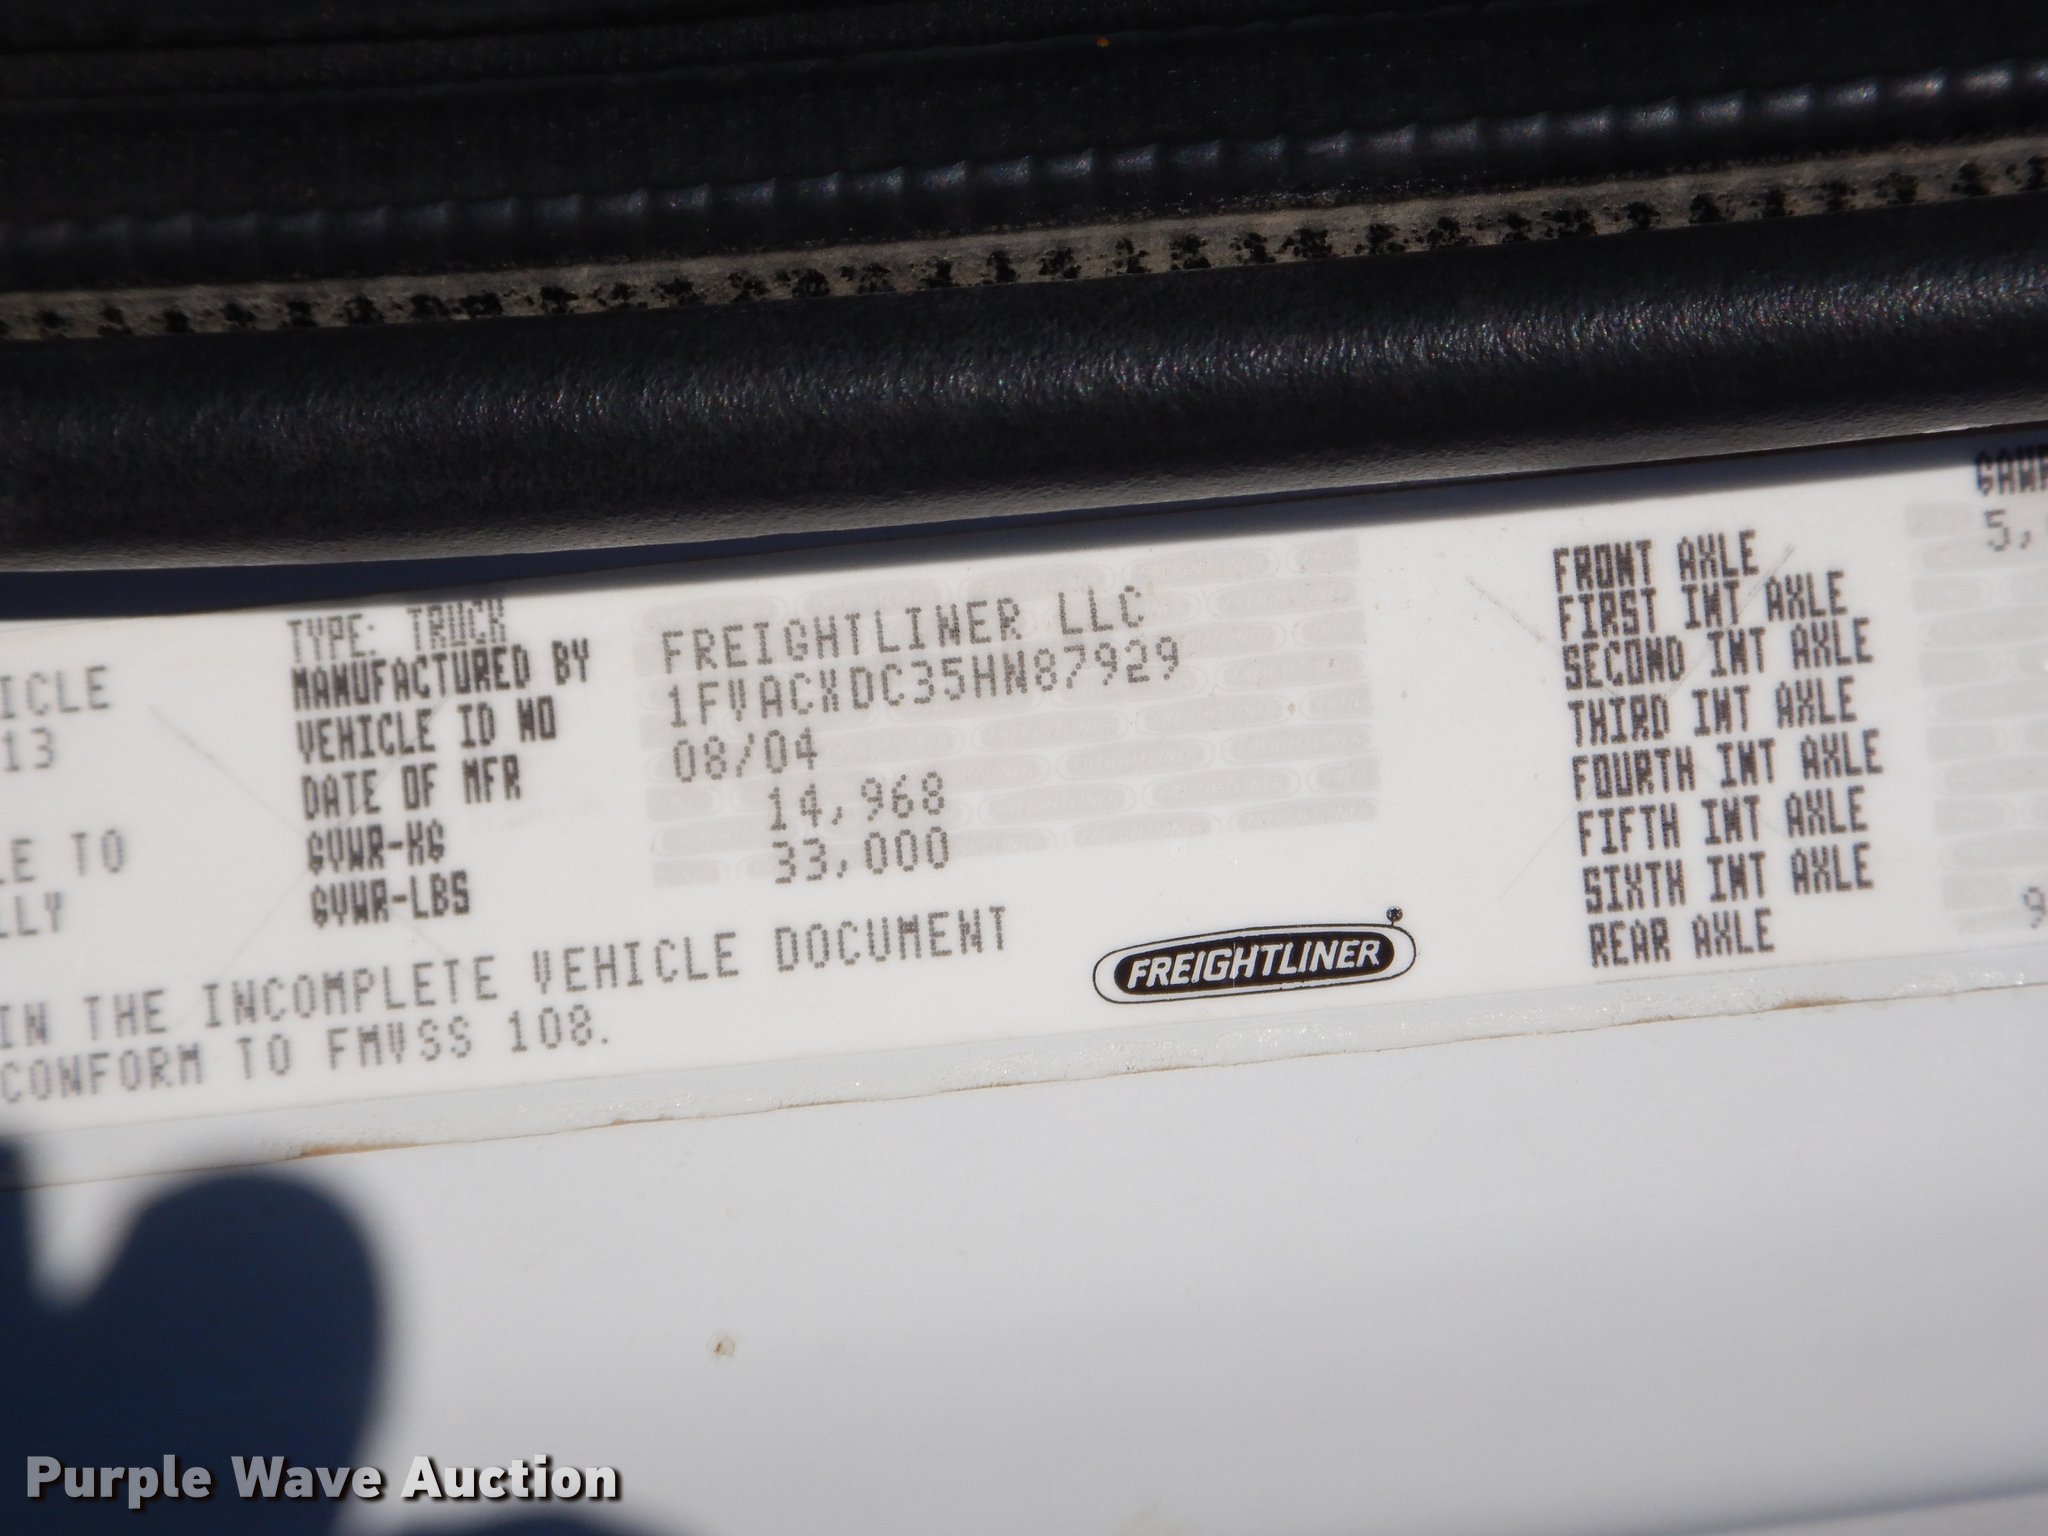 ICLE
13
LE TO
LLY
TYPE: TRUCK
MANUFACTURED BY FREIGHTLINER LLC
VEHICLE ID NO 1FVACXDC35HN87929
DATE OF MFR 08/04
GVWR-KG 14,968
GVWR-LBS 33,000
IN THE INCOMPLETE VEHICLE DOCUMENT
CONFORM TO FMVSS 108.
FREIGHTLINER
FRONT AXLE 5,
FIRST INT AXLE
SECOND INT AXLE
THIRD INT AXLE
FOURTH INT AXLE
FIFTH INT AXLE
SIXTH INT AXLE
REAR AXLE 9
Purple Wave Auction